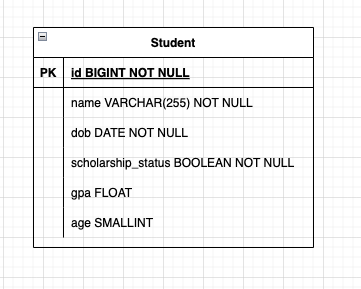 Student
PK id BIGINT NOT NULL
name VARCHAR(255) NOT NULL
dob DATE NOT NULL
scholarship_status BOOLEAN NOT NULL
gpa FLOAT
age SMALLINT